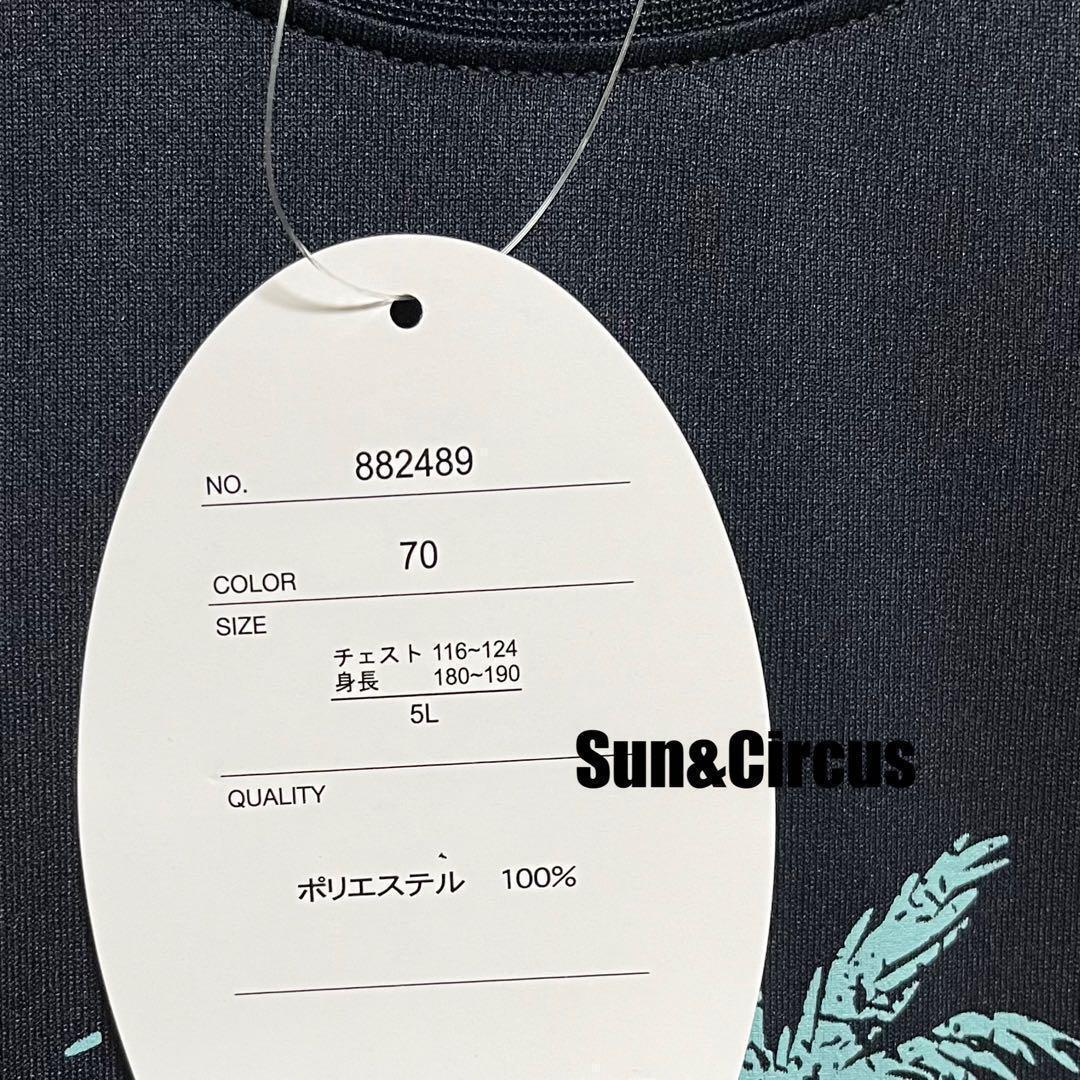 NO. 882489
COLOR 70
SIZE
チェスト 116~124
身長 180~190
5L
Sun&Circus
QUALITY
ポリエステル 100%